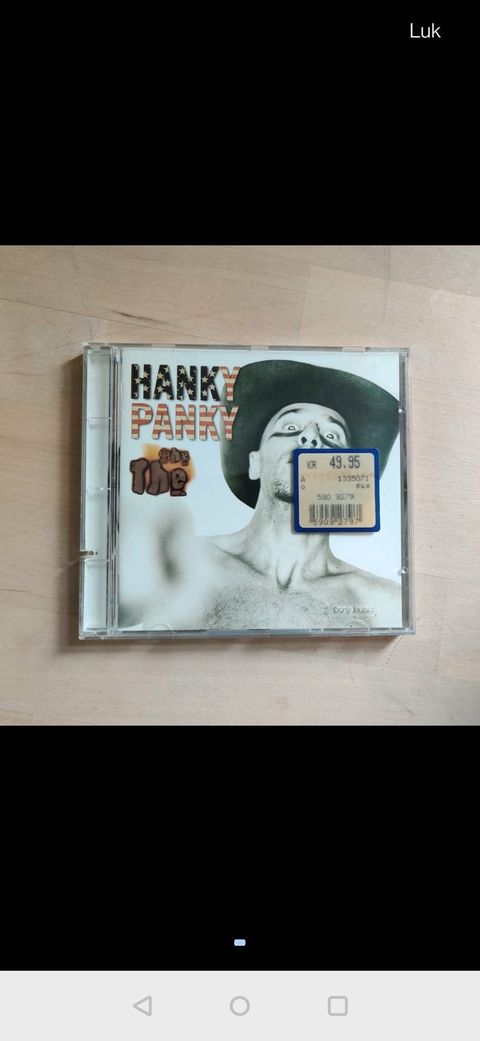 Luk
HANKY
PANKY
the
The
KR 49.95
A 1335071
590 9279